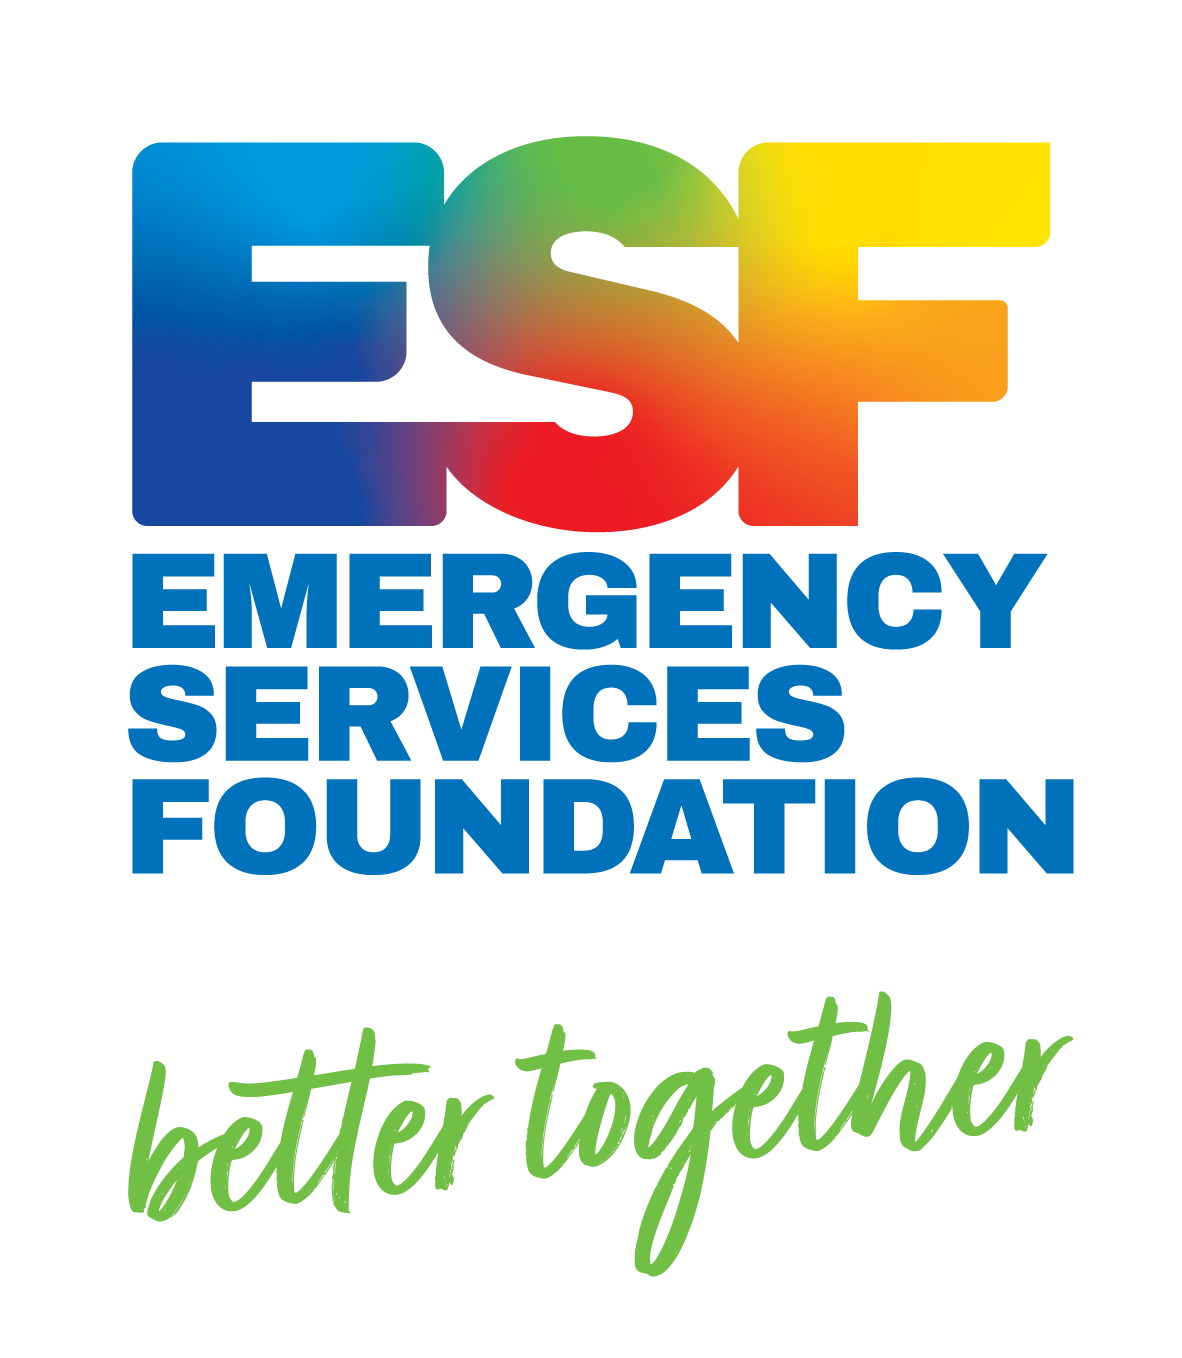 ESF
EMERGENCY
SERVICES
FOUNDATION
better together